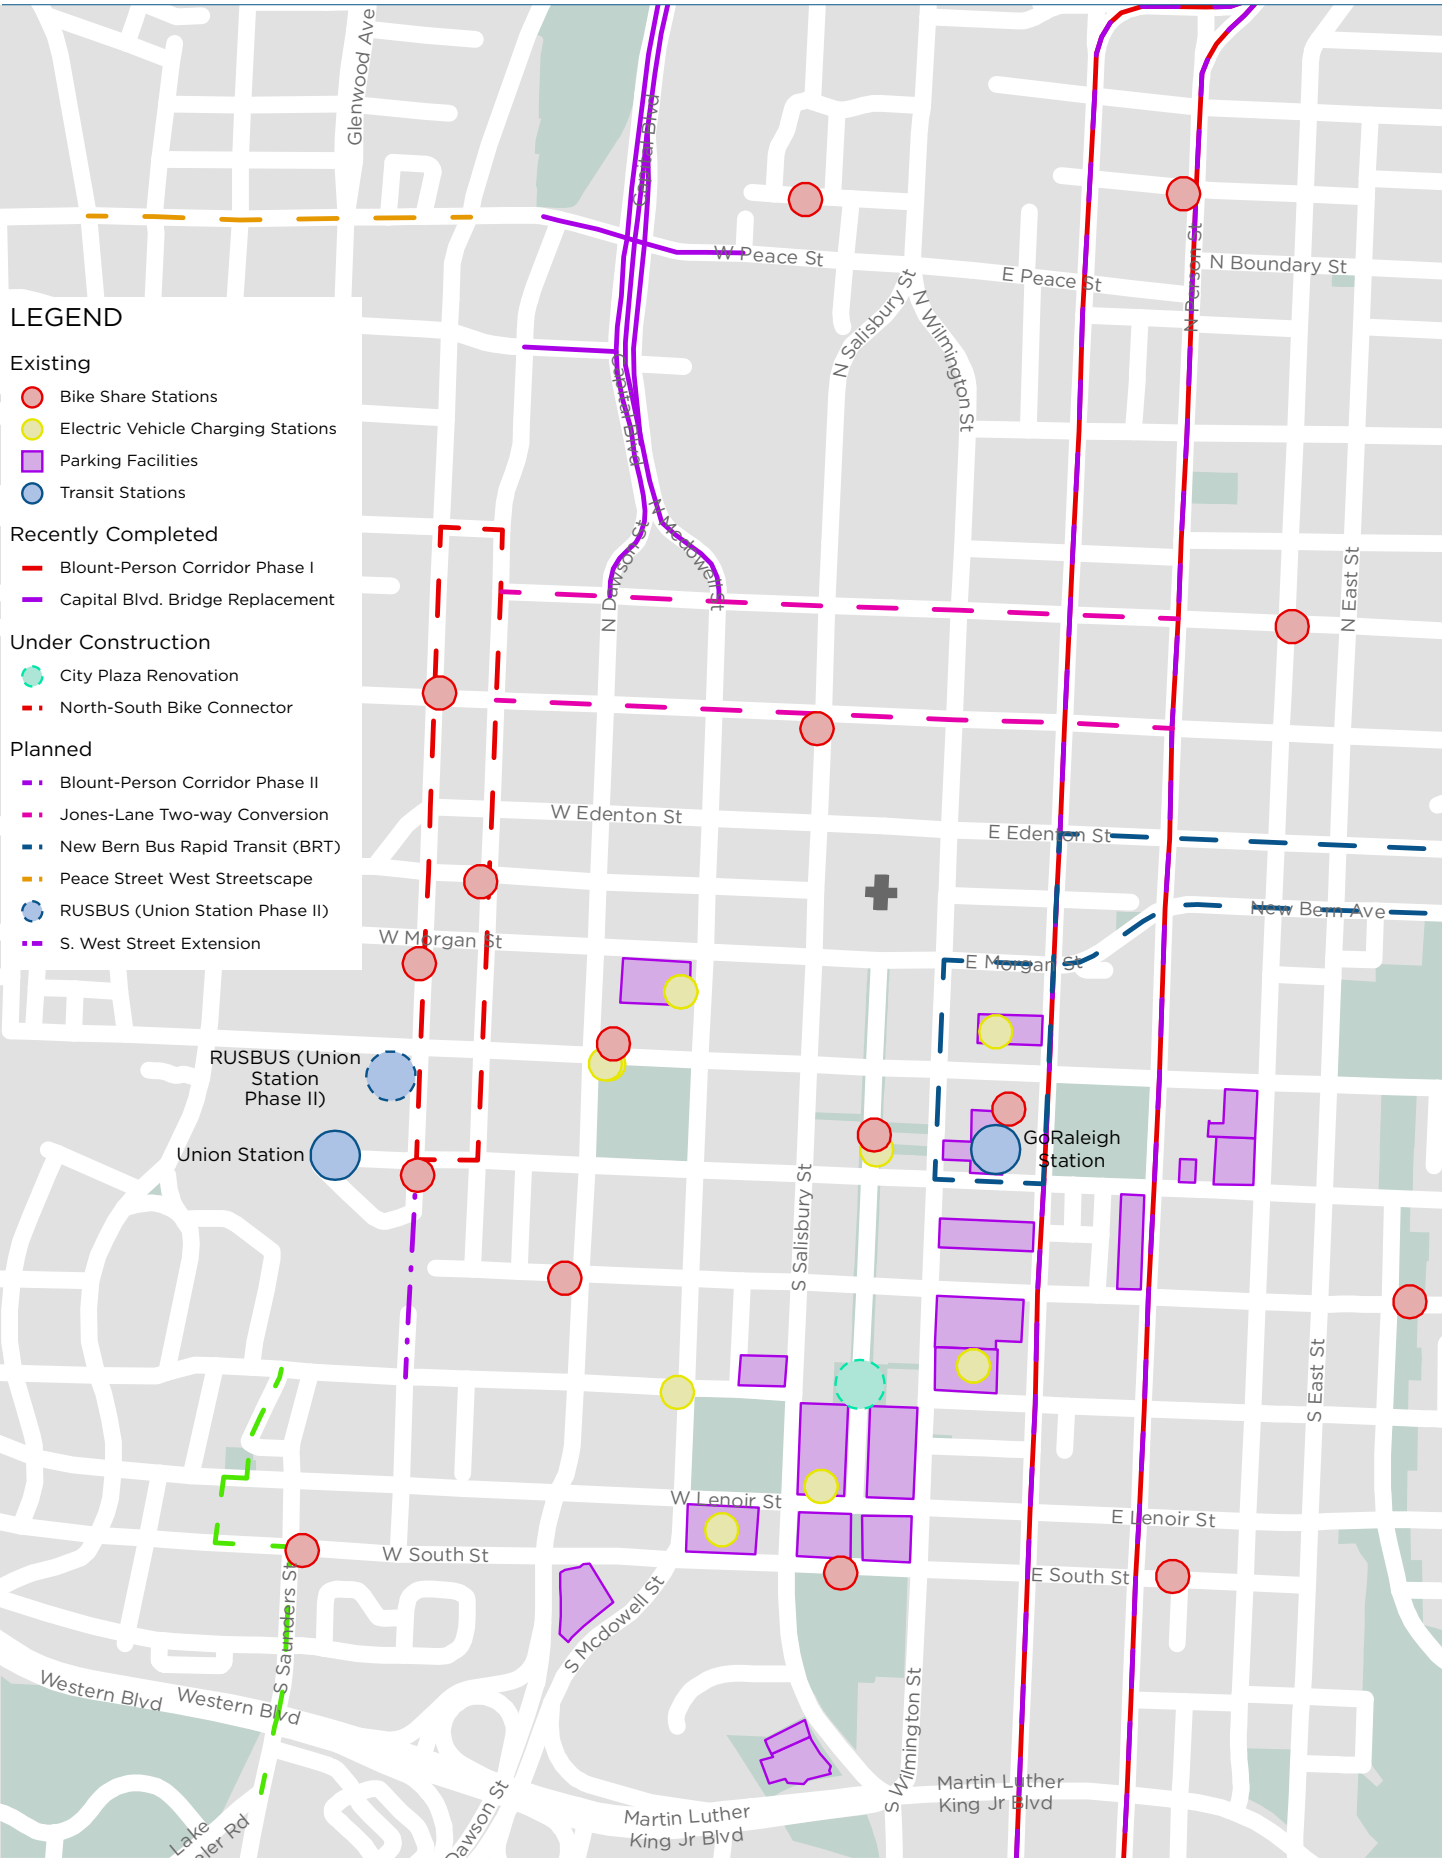 Glenwood Ave
Capital Blvd
W Peace St
E Peace St
N Person St
N Boundary St
N Salisbury St
N Wilmington St
Capital Blvd
N Dawson St
N Mcdowell St
N East St
LEGEND
Existing
Bike Share Stations
Electric Vehicle Charging Stations
Parking Facilities
Transit Stations
Recently Completed
Blount-Person Corridor Phase I
Capital Blvd. Bridge Replacement
Under Construction
City Plaza Renovation
North-South Bike Connector
Planned
Blount-Person Corridor Phase II
Jones-Lane Two-way Conversion
New Bern Bus Rapid Transit (BRT)
Peace Street West Streetscape
RUSBUS (Union Station Phase II)
S. West Street Extension
W Edenton St
E Edenton St
New Bern Ave
W Morgan St
E Morgan St
RUSBUS (Union
Station
Phase II)
Union Station
GoRaleigh
Station
S Salisbury St
S East St
W Lenoir St
E Lenoir St
W South St
E South St
S Saunders St
S Mcdowell St
Western Blvd
Western Blvd
S Wilmington St
Martin Luther
King Jr Blvd
Martin Luther
King Jr Blvd
Dawson St
Lake
Rd